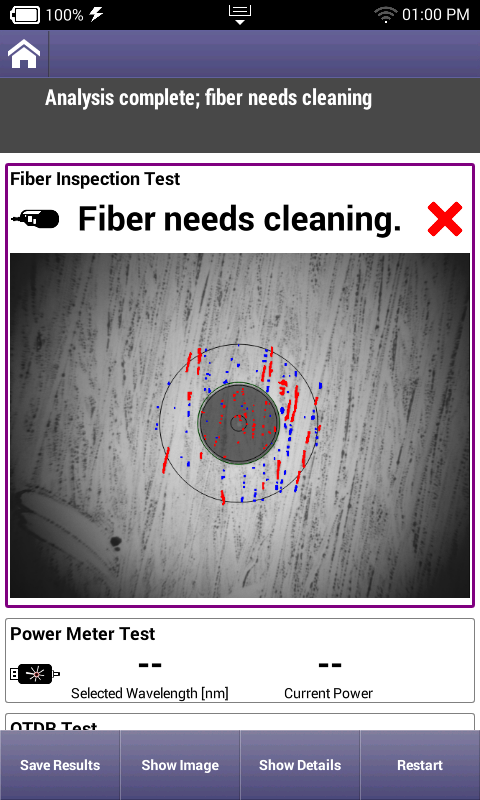 100% 01:00 PM
Analysis complete; fiber needs cleaning
Fiber Inspection Test
Fiber needs cleaning.
Power Meter Test
-- --
Selected Wavelength [nm] Current Power
OTDR Test
Save Results Show Image Show Details Restart